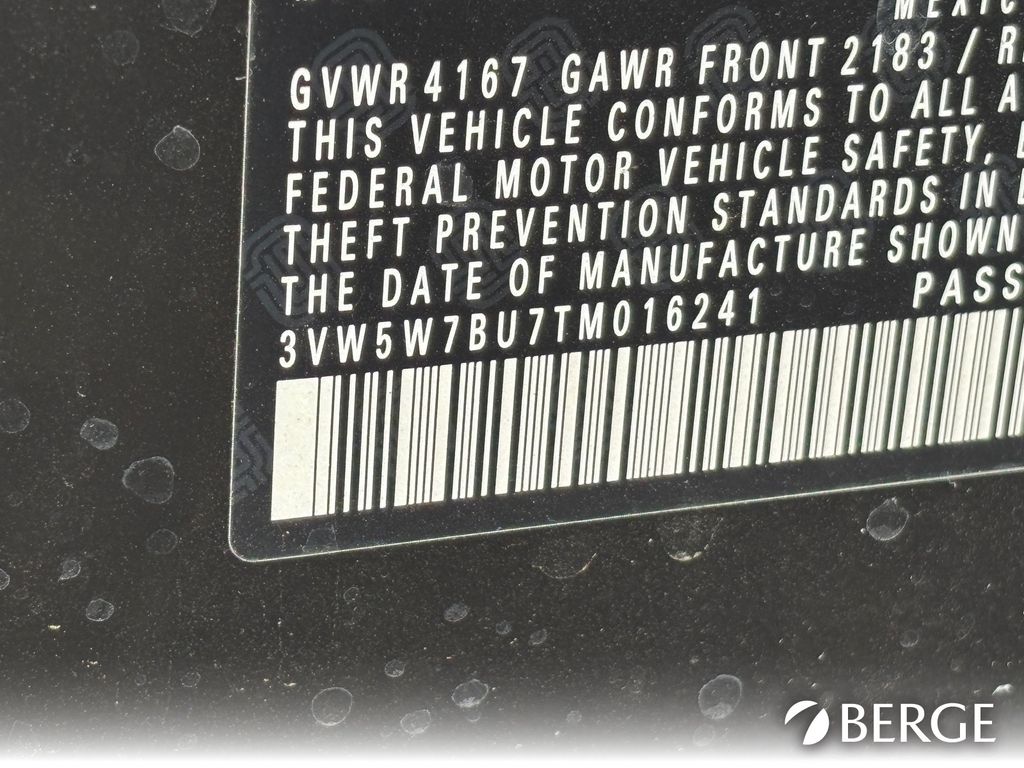 MEXIC
GVWR 4167 GAWR FRONT 2183 /
THIS VEHICLE CONFORMS TO ALL A
FEDERAL MOTOR VEHICLE SAFETY,
THEFT PREVENTION STANDARDS IN
THE DATE OF MANUFACTURE SHOWN
3VW5W7BU7TM016241 PASS
BERGE